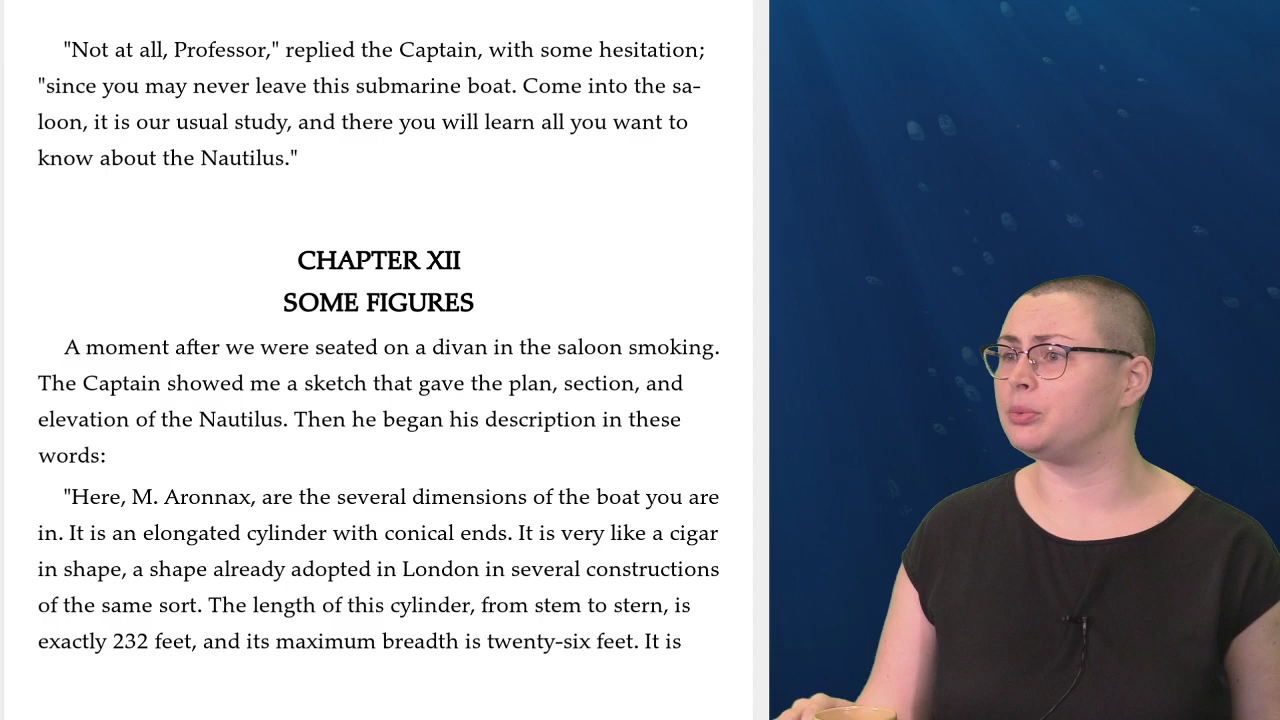 "Not at all, Professor," replied the Captain, with some hesitation;
"since you may never leave this submarine boat. Come into the sa-
loon, it is our usual study, and there you will learn all you want to
know about the Nautilus."
CHAPTER XII
SOME FIGURES
A moment after we were seated on a divan in the saloon smoking.
The Captain showed me a sketch that gave the plan, section, and
elevation of the Nautilus. Then he began his description in these
words:
"Here, M. Aronnax, are the several dimensions of the boat you are
in. It is an elongated cylinder with conical ends. It is very like a cigar
in shape, a shape already adopted in London in several constructions
of the same sort. The length of this cylinder, from stem to stern, is
exactly 232 feet, and its maximum breadth is twenty-six feet. It is